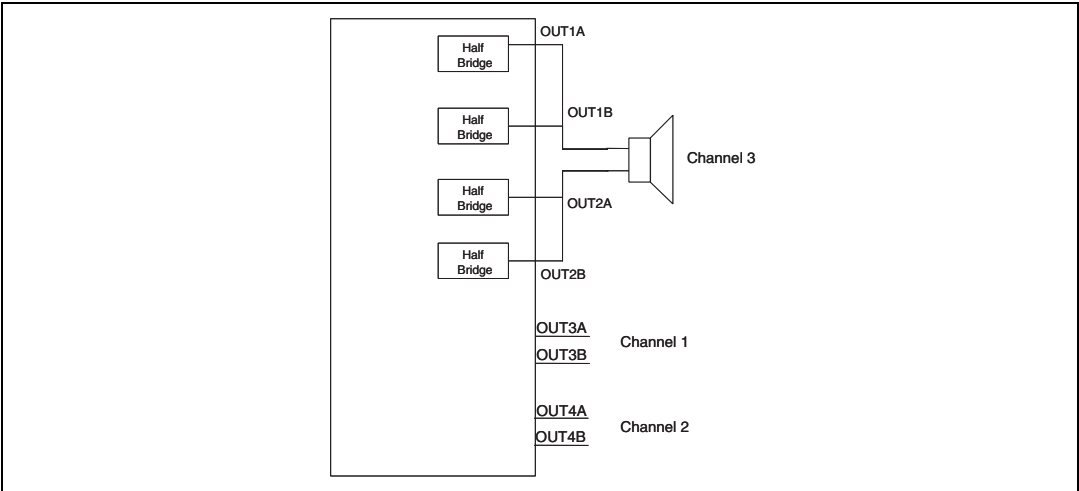 OUT1A
Half
Bridge
OUT1B
Half
Bridge
Channel 3
Half
Bridge
OUT2A
Half
Bridge
OUT2B
OUT3A
Channel 1
OUT3B
OUT4A
Channel 2
OUT4B